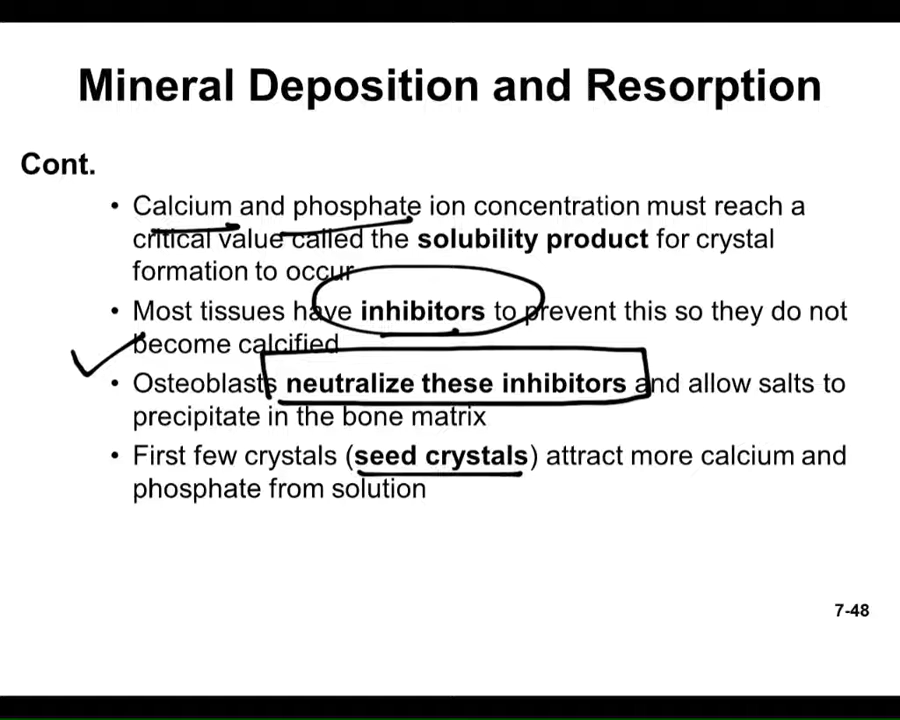 Mineral Deposition and Resorption
Cont.
• Calcium and phosphate ion concentration must reach a
critical value called the solubility product for crystal
formation to occur
• Most tissues have inhibitors to prevent this so they do not
become calcified
• Osteoblasts neutralize these inhibitors and allow salts to
precipitate in the bone matrix
• First few crystals (seed crystals) attract more calcium and
phosphate from solution
7-48